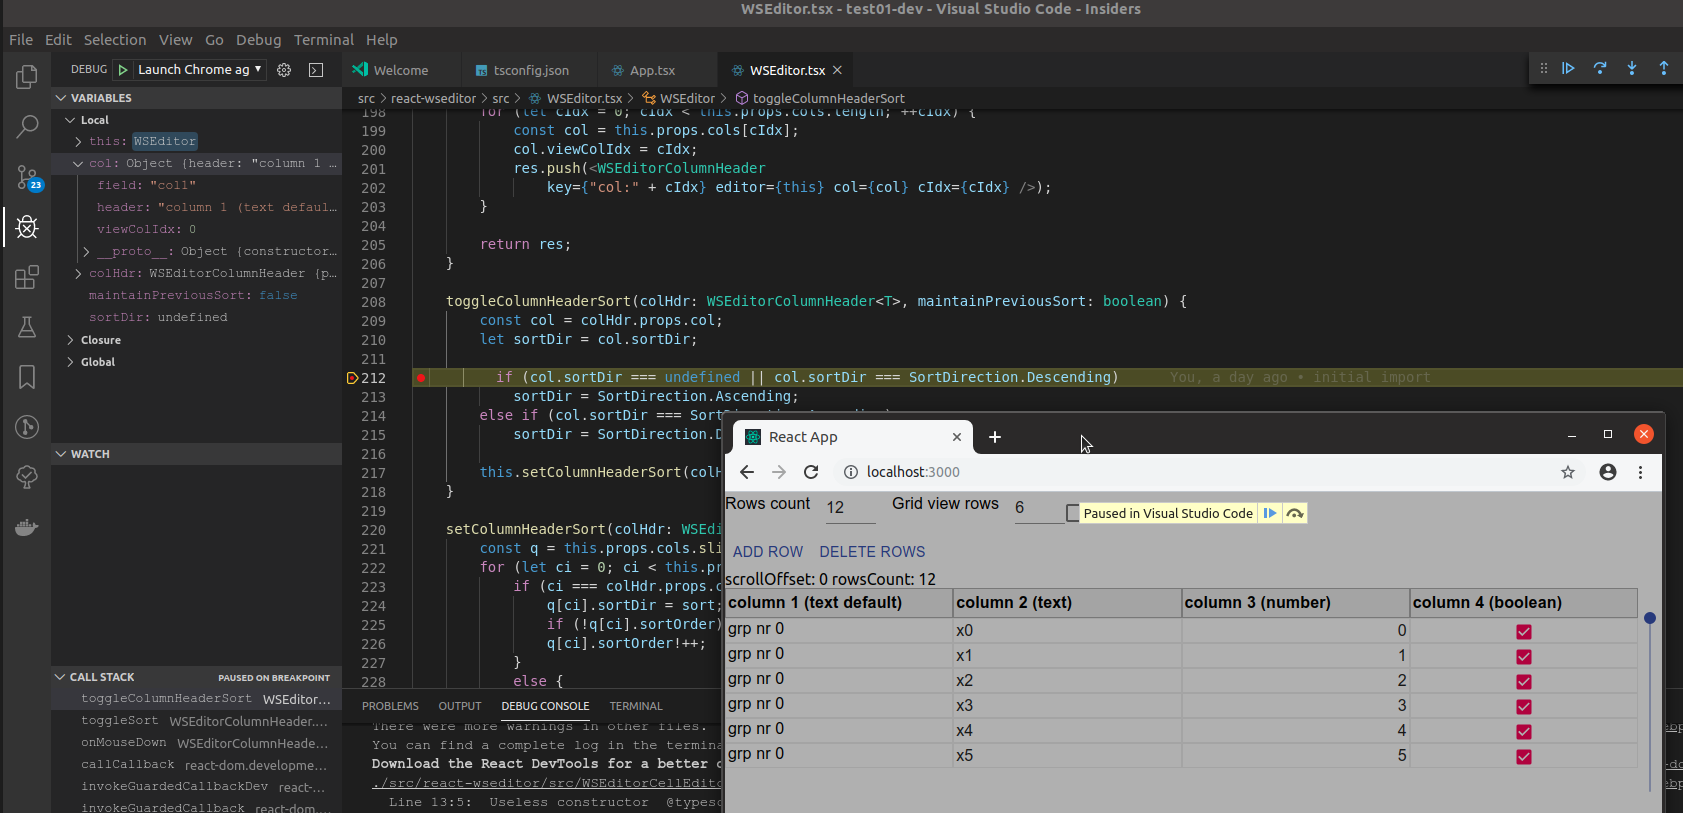 WSEditor.tsx - test01-dev - Visual Studio Code - Insiders
File Edit Selection View Go Debug Terminal Help
DEBUG Launch Chrome ag
VARIABLES
Local
this: WSEditor
col: Object {header: "column 1 …
field: "col1"
header: "column 1 (text defaul…
viewColIdx: 0
__proto__: Object {constructor…
colHdr: WSEditorColumnHeader {p…
maintainPreviousSort: false
sortDir: undefined
Closure
Global
23
WATCH
CALL STACK PAUSED ON BREAKPOINT
toggleColumnHeaderSort WSEditor...
toggleSort WSEditorColumnHeader....
onMouseDown WSEditorColumnHeade...
callCallback react-dom.developme...
invokeGuardedCallbackDev react-...
invokeGuardedCallback react-dom...
Welcome tsconfig.json App.tsx WSEditor.tsx
src > react-wseditor > src > WSEditor.tsx > WSEditor > toggleColumnHeaderSort
198 for (let cIdx = 0; cIdx < this.props.cols.length; ++cIdx) {
199 const col = this.props.cols[cIdx];
200 col.viewColIdx = cIdx;
201 res.push(<WSEditorColumnHeader
202 key={"col:" + cIdx} editor={this} col={col} cIdx={cIdx} />);
203 }
204
205 return res;
206 }
207
208 toggleColumnHeaderSort(colHdr: WSEditorColumnHeader<T>, maintainPreviousSort: boolean) {
209 const col = colHdr.props.col;
210 let sortDir = col.sortDir;
211
212 if (col.sortDir === undefined || col.sortDir === SortDirection.Descending) You, a day ago • initial import
213 sortDir = SortDirection.Ascending;
214 else if (col.sortDir ===
215 sortDir = SortDirection.
216
217 this.setColumnHeaderSort(
218 }
219
220 setColumnHeaderSort(colHdr:
221 const q = this.props.cols.
222 for (let ci = 0; ci <
223 if (ci === colHdr.props.
224 q[ci].sortDir = sort;
225 if (!q[ci].sortOrder)
226 q[ci].sortOrder!++;
227 }
228 else {
PROBLEMS OUTPUT DEBUG CONSOLE TERMINAL
There were more warnings in other files.
You can find a complete log in the
Download the React DevTools for a better
./src/react-wseditor/src/
Line 13:5: Useless constructor
React App
localhost:3000
Rows count 12 Grid view rows 6
Paused in Visual Studio Code
ADD ROW DELETE ROWS
scrollOffset: 0 rowsCount: 12
column 1 (text default) column 2 (text) column 3 (number) column 4 (boolean)
grp nr 0 x0 0
grp nr 0 x1 1
grp nr 0 x2 2
grp nr 0 x3 3
grp nr 0 x4 4
grp nr 0 x5 5